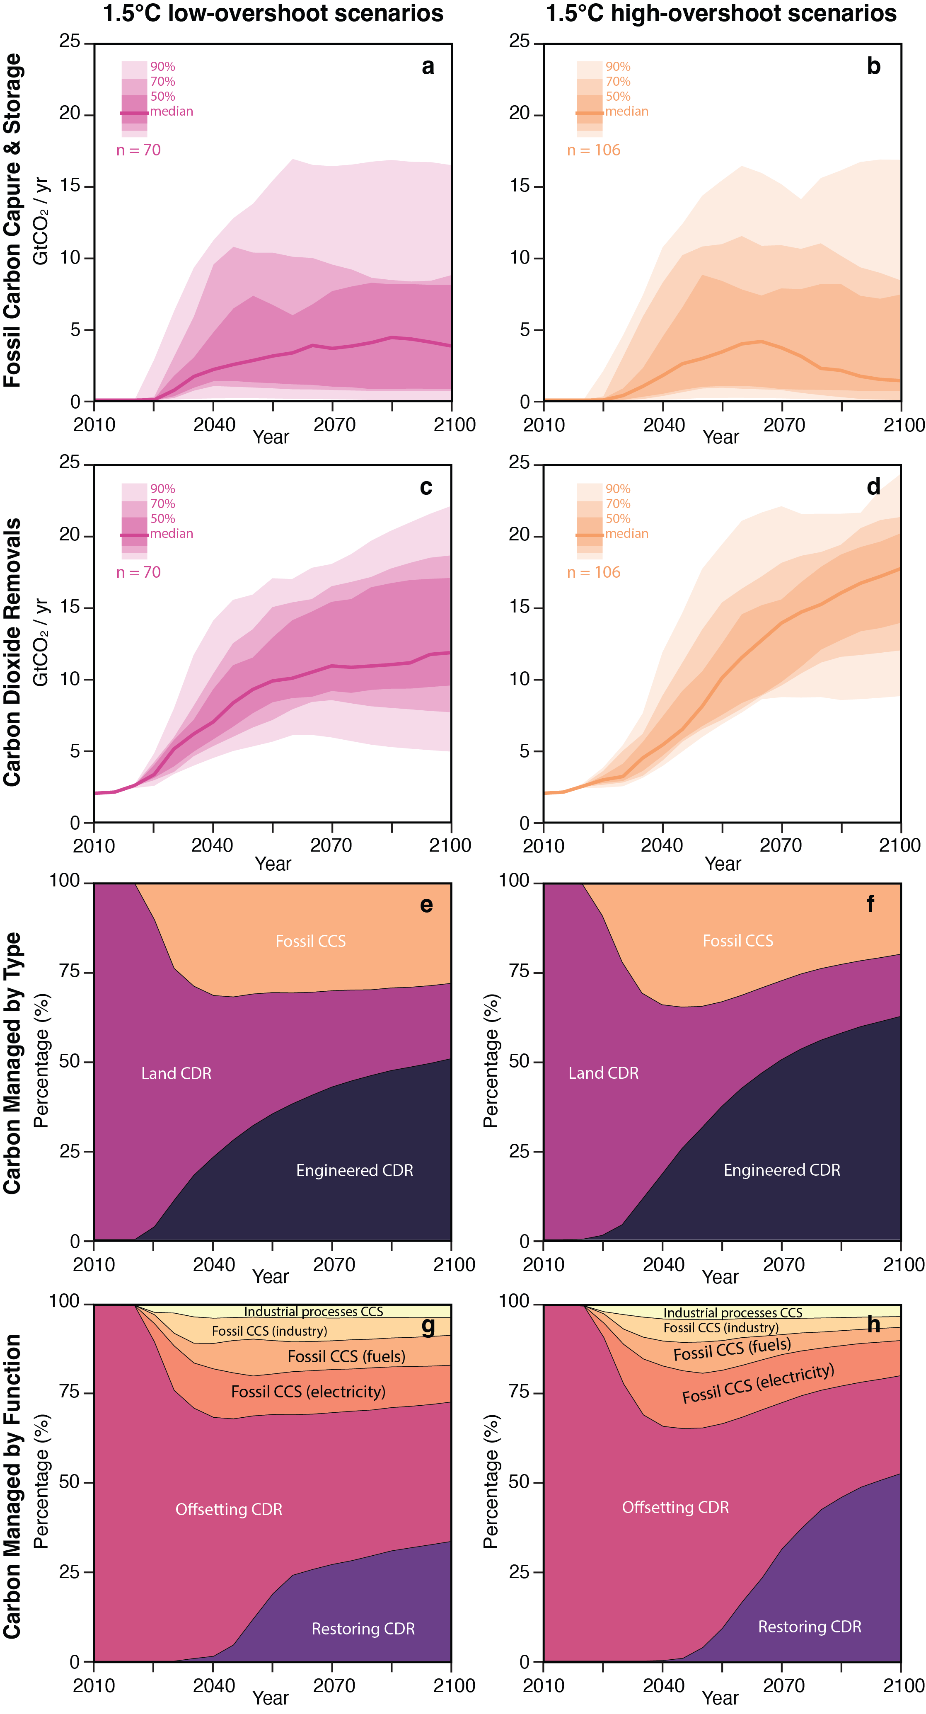 1.5°C low-overshoot scenarios
1.5°C high-overshoot scenarios
Fossil Carbon Capure & Storage
GtCO₂ / yr
25
20
15
10
5
0
a
90%
70%
50%
median
n = 70
2010
2040
2070
2100
Year
25
20
15
10
5
0
b
90%
70%
50%
median
n = 106
2010
2040
2070
2100
Year
Carbon Dioxide Removals
GtCO₂ / yr
25
20
15
10
5
0
c
90%
70%
50%
median
n = 70
2010
2040
2070
2100
Year
25
20
15
10
5
0
d
90%
70%
50%
median
n = 106
2010
2040
2070
2100
Year
Carbon Managed by Type
Percentage (%)
100
75
50
25
0
e
Fossil CCS
Land CDR
Engineered CDR
2010
2040
2070
2100
Year
Percentage (%)
100
75
50
25
0
f
Fossil CCS
Land CDR
Engineered CDR
2010
2040
2070
2100
Year
Carbon Managed by Function
Percentage (%)
100
75
50
25
0
g
Industrial processes CCS
Fossil CCS (industry)
Fossil CCS (fuels)
Fossil CCS (electricity)
Offsetting CDR
Restoring CDR
2010
2040
2070
2100
Year
Percentage (%)
100
75
50
25
0
h
Industrial processes CCS
Fossil CCS (industry)
Fossil CCS (fuels)
Fossil CCS (electricity)
Offsetting CDR
Restoring CDR
2010
2040
2070
2100
Year